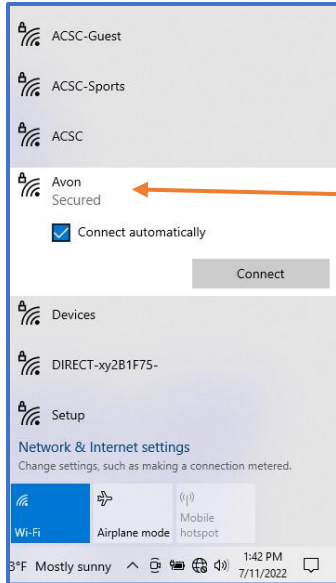 ACSC-Guest
ACSC-Sports
ACSC
Avon
Secured
Connect automatically
Connect
Devices
DIRECT-xy2B1F75-
Setup
Network & Internet settings
Change settings, such as making a connection metered.
Wi-Fi
Airplane mode
Mobile
hotspot
3°F Mostly sunny
1:42 PM
7/11/2022